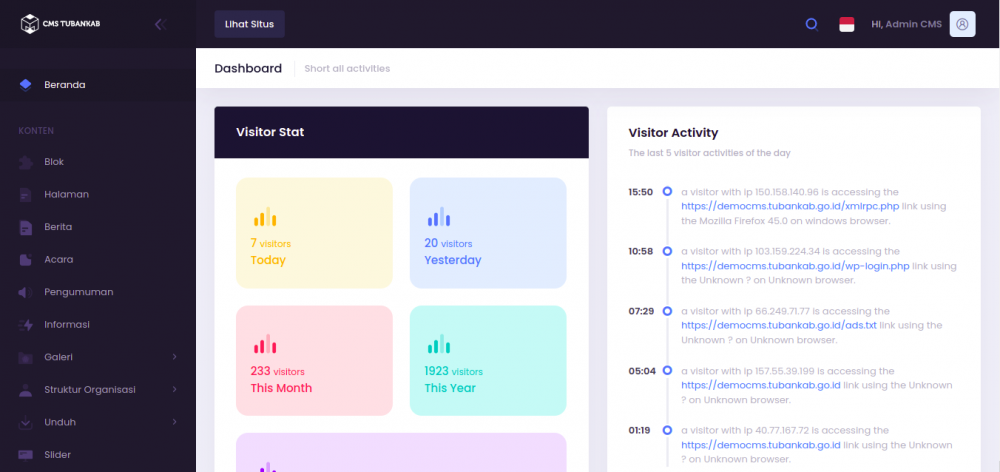 CMS TUBANKAB
Lihat Situs
Hi, Admin CMS
Dashboard
Short all activities
Beranda
KONTEN
Blok
Halaman
Berita
Acara
Pengumuman
Informasi
Galeri
Struktur Organisasi
Unduh
Slider
Visitor Stat
7 visitors
Today
20 visitors
Yesterday
233 visitors
This Month
1923 visitors
This Year
Visitor Activity
The last 5 visitor activities of the day
15:50
a visitor with ip 150.158.140.96 is accessing the
https://democms.tubankab.go.id/xmlrpc.php link using
the Mozilla Firefox 45.0 on windows browser.
10:58
a visitor with ip 103.159.224.34 is accessing the
https://democms.tubankab.go.id/wp-login.php link using
the Unknown ? on Unknown browser.
07:29
a visitor with ip 66.249.71.77 is accessing the
https://democms.tubankab.go.id/ads.txt link using the
Unknown ? on Unknown browser.
05:04
a visitor with ip 157.55.39.199 is accessing the
https://democms.tubankab.go.id link using the Unknown
? on Unknown browser.
01:19
a visitor with ip 40.77.167.72 is accessing the
https://democms.tubankab.go.id link using the Unknown
? on Unknown browser.